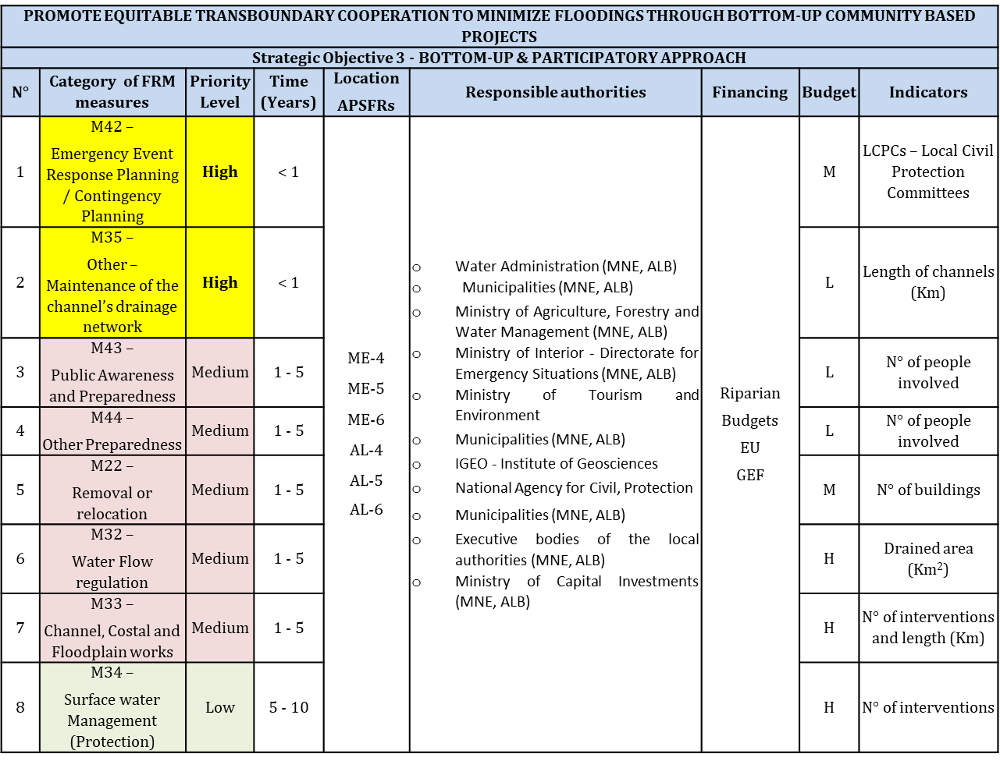 PROMOTE EQUITABLE TRANSBOUNDARY COOPERATION TO MINIMIZE FLOODINGS THROUGH BOTTOM-UP COMMUNITY BASED
PROJECTS
Strategic Objective 3 - BOTTOM-UP & PARTICIPATORY APPROACH
N°
Category of FRM
measures
Priority
Level
Time
(Years)
Location
APSFRs
Responsible authorities
Financing
Budget
Indicators
1
M42 –
Emergency Event
Response Planning
/ Contingency
Planning
High
< 1
M
LCPCs – Local Civil
Protection
Committees
2
M35 –
Other –
Maintenance of the
channel's drainage
network
High
< 1
L
Length of channels
(Km)
3
M43 –
Public Awareness
and Preparedness
Medium
1 - 5
L
N° of people
involved
4
M44 –
Other Preparedness
Medium
1 - 5
L
N° of people
involved
5
M22 –
Removal or
relocation
Medium
1 - 5
M
N° of buildings
6
M32 –
Water Flow
regulation
Medium
1 - 5
H
Drained area
(Km²)
7
M33 –
Channel, Costal and
Floodplain works
Medium
1 - 5
H
N° of interventions
and length (Km)
8
M34 –
Surface water
Management
(Protection)
Low
5 - 10
H
N° of interventions
ME-4
ME-5
ME-6
AL-4
AL-5
AL-6
o Water Administration (MNE, ALB)
o Municipalities (MNE, ALB)
o Ministry of Agriculture, Forestry and
Water Management (MNE, ALB)
o Ministry of Interior - Directorate for
Emergency Situations (MNE, ALB)
o Ministry of Tourism and
Environment
o Municipalities (MNE, ALB)
o IGEO - Institute of Geosciences
o National Agency for Civil, Protection
o Municipalities (MNE, ALB)
o Executive bodies of the local
authorities (MNE, ALB)
o Ministry of Capital Investments
(MNE, ALB)
Riparian
Budgets
EU
GEF